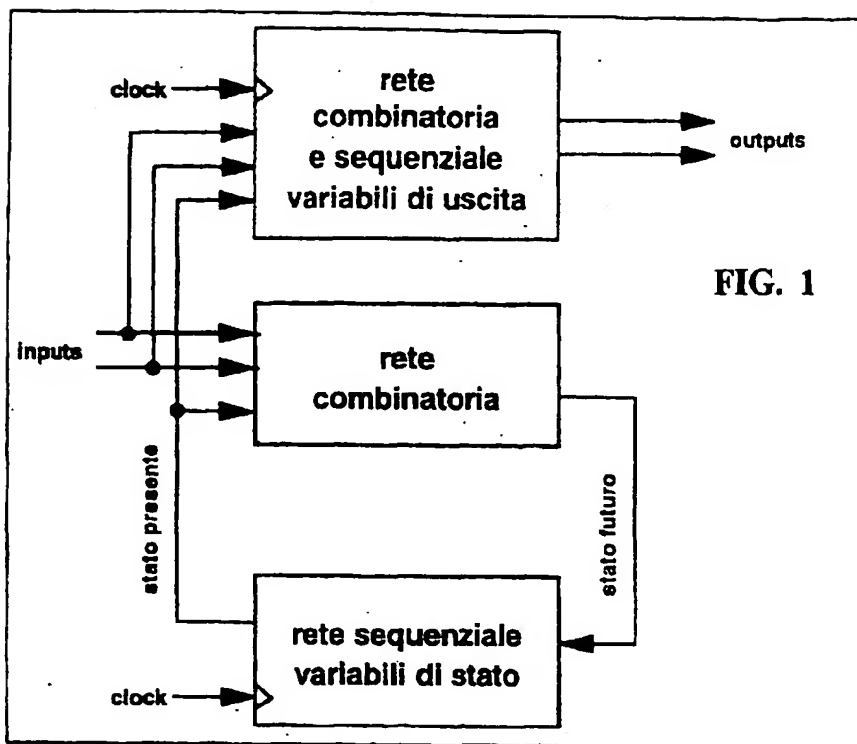 rete
combinatoria
e sequenziale
variabili di uscita
clock
outputs
FIG. 1
inputs
rete
combinatoria
stato presente
stato futuro
rete sequenziale
variabili di stato
clock